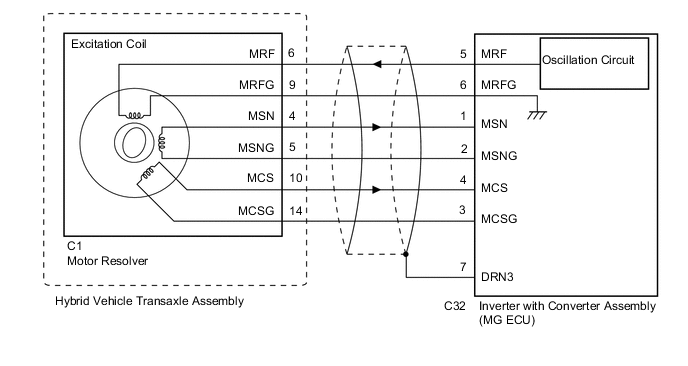 Excitation Coil
MRF 6
MRFG 9
MSN 4
MSNG 5
MCS 10
MCSG 14
C1
Motor Resolver
Hybrid Vehicle Transaxle Assembly
5 MRF
Oscillation Circuit
6 MRFG
1 MSN
2 MSNG
4 MCS
3 MCSG
7 DRN3
C32 Inverter with Converter Assembly
(MG ECU)